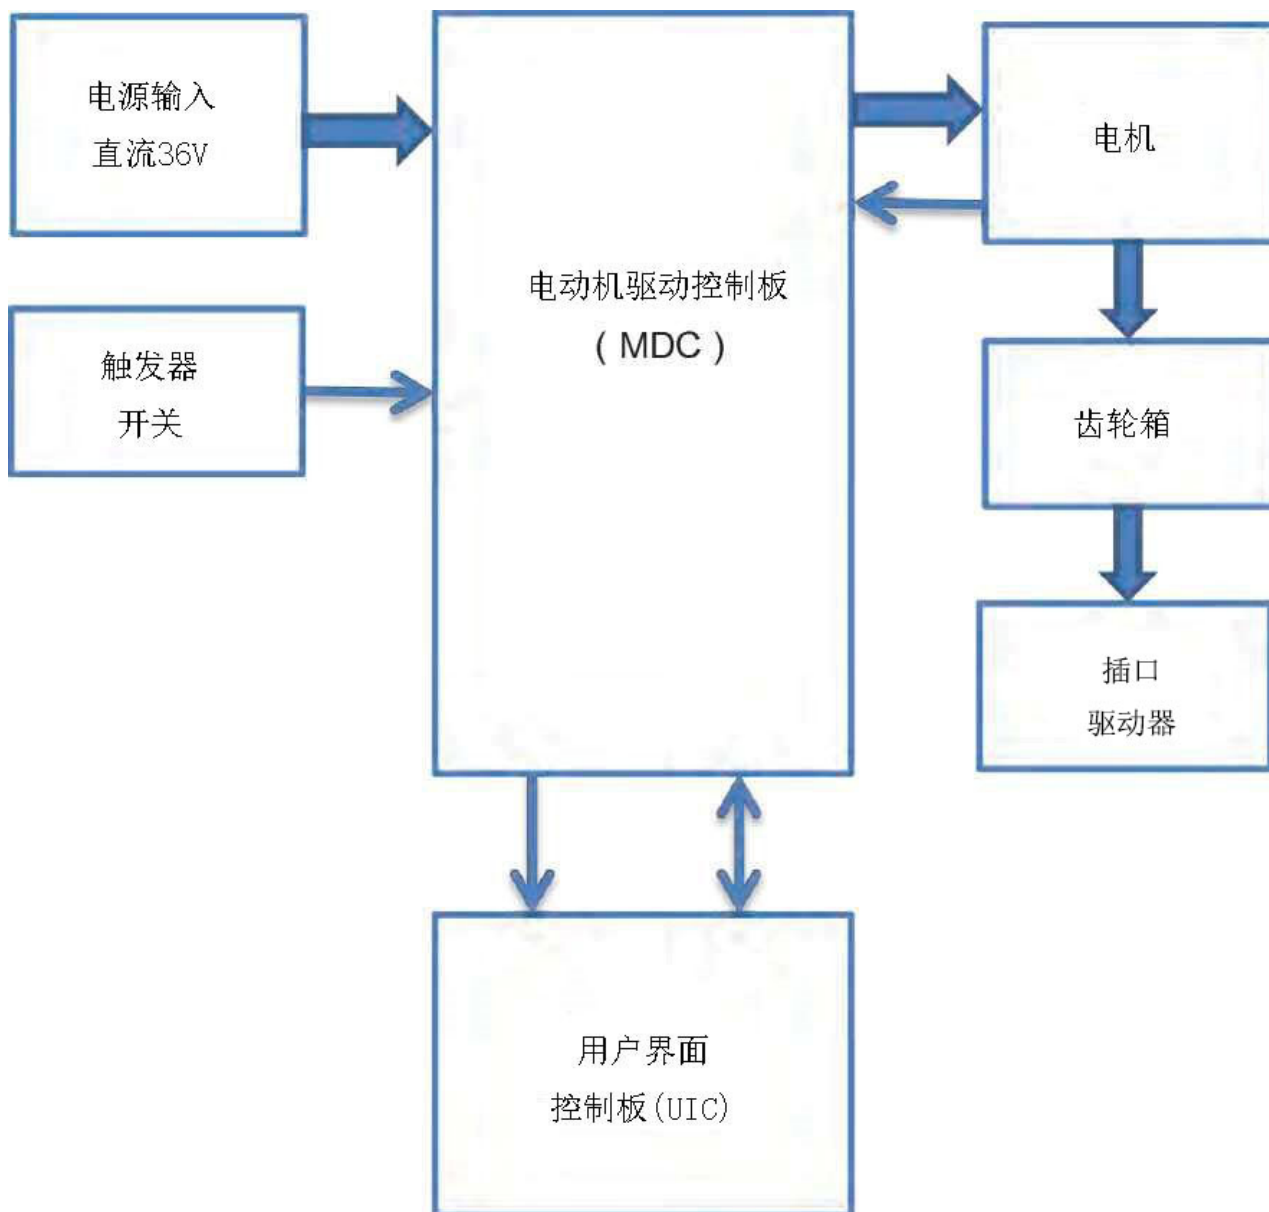 电源输入
直流36V
触发器
开关
电动机驱动控制板
(MDC)
电机
齿轮箱
插口
驱动器
用户界面
控制板(UIC)